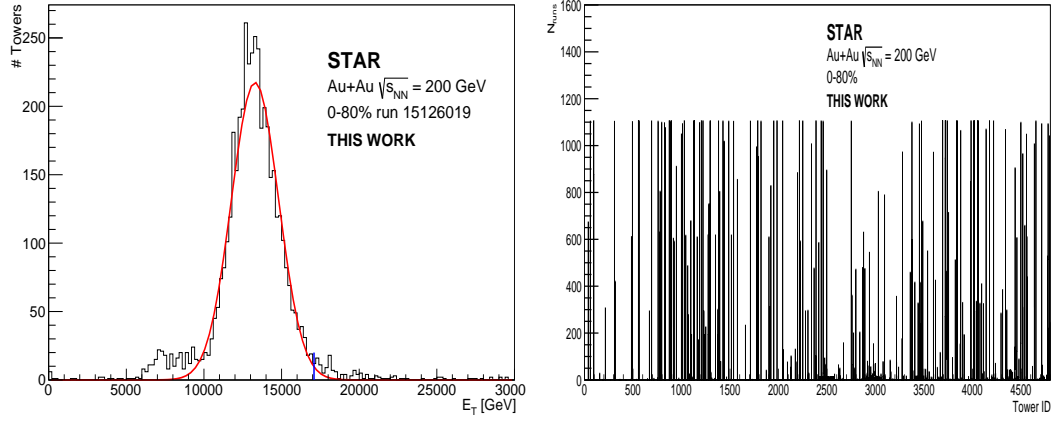 # Towers
250
200
150
100
50
0
STAR
Au+Au √s_NN = 200 GeV
0-80% run 15126019
THIS WORK
0 5000 10000 15000 20000 25000 3000
E_T [GeV]
N_runs
1600
1400
1200
1000
800
600
400
200
0
STAR
Au+Au √s_NN = 200 GeV
0-80%
THIS WORK
0 500 1000 1500 2000 2500 3000 3500 4000 4500
Tower ID